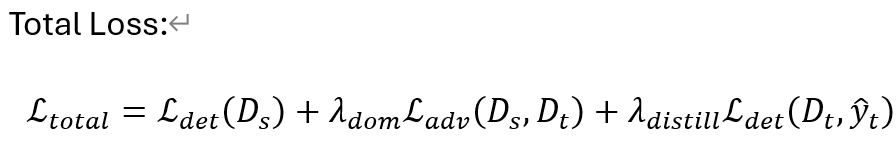 Total Loss:↵
ℒ_total = ℒ_det(D_s) + λ_dom ℒ_adv(D_s, D_t) + λ_distill ℒ_det(D_t, ŷ_t)